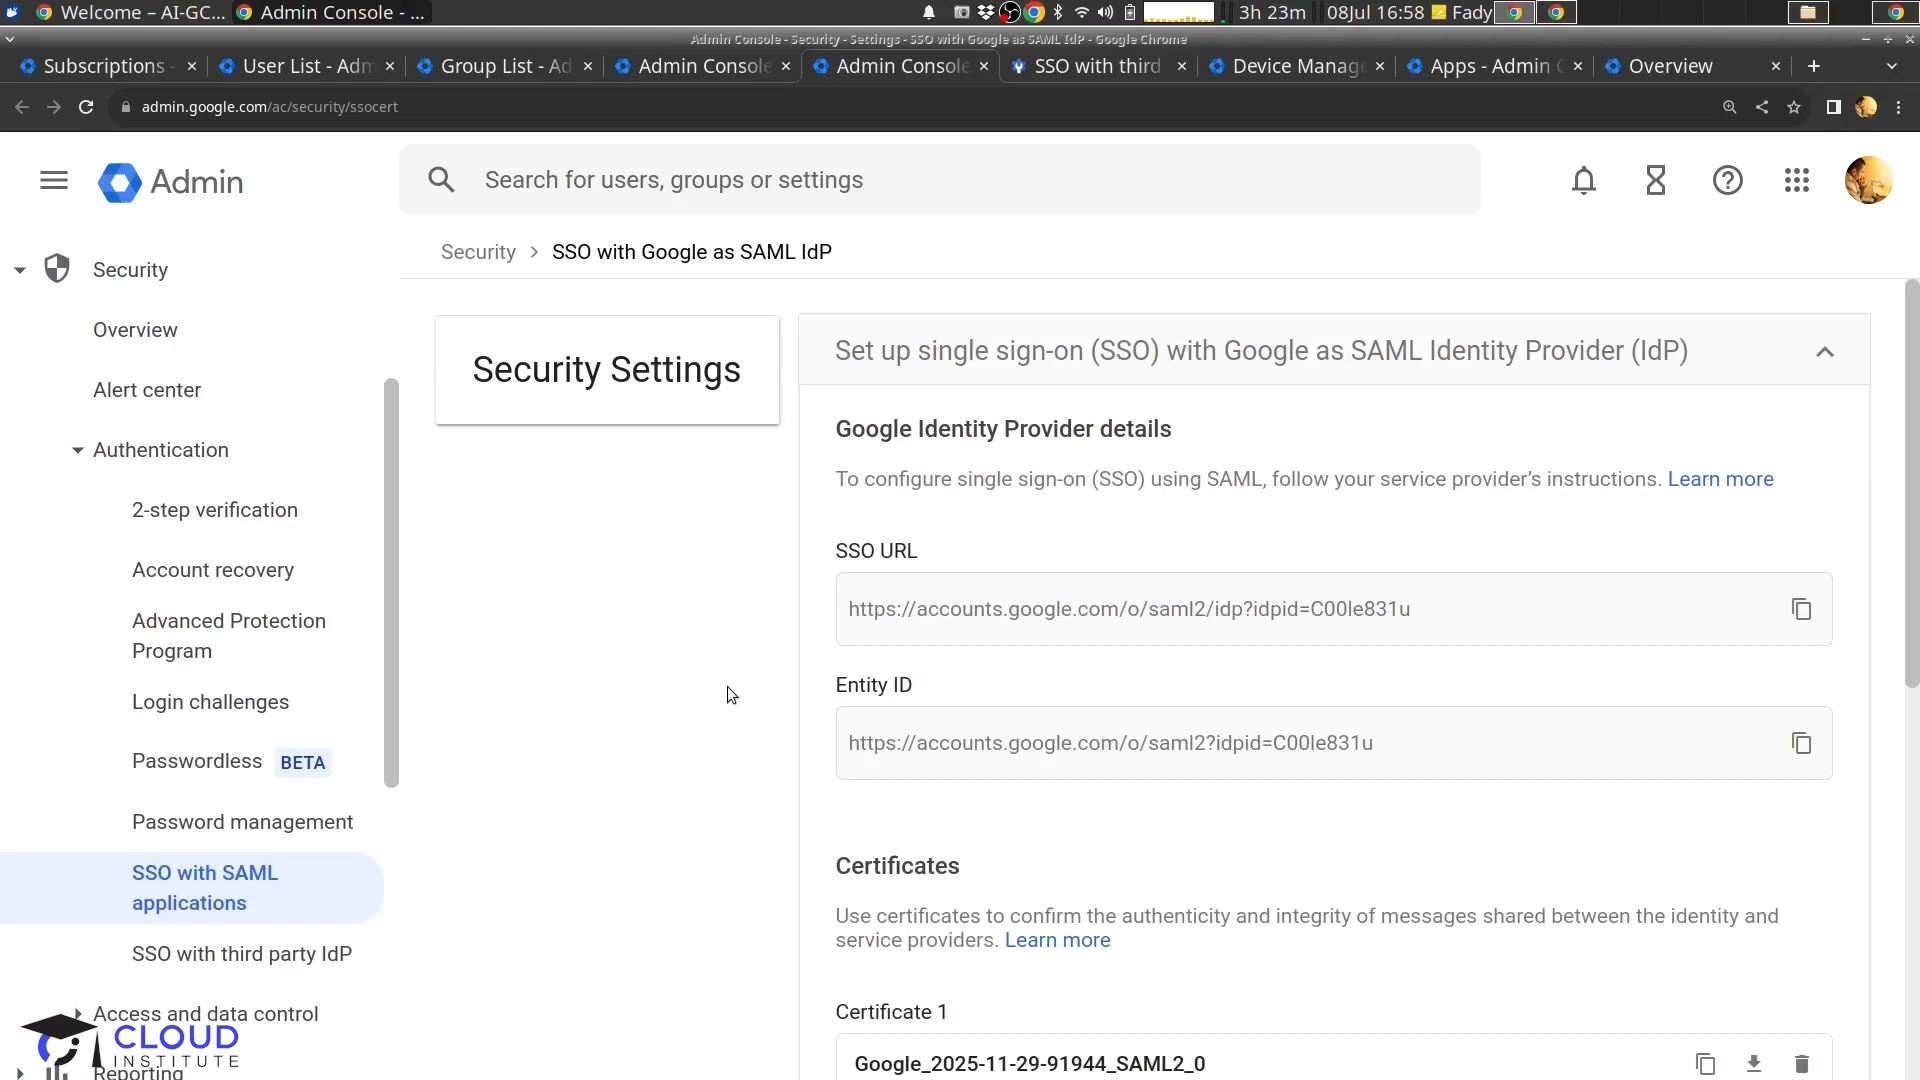 Welcome – AI-GC...
Admin Console - ...
3h 23m
08Jul 16:58
Fady
Admin Console - Security - Settings - SSO with Google as SAML IdP - Google Chrome
Subscriptions -
User List - Adm
Group List - Ad
Admin Console
Admin Console
SSO with third
Device Manage
Apps - Admin C
Overview
admin.google.com/ac/security/ssocert
Admin
Search for users, groups or settings
Security > SSO with Google as SAML IdP
Security
Overview
Alert center
Authentication
2-step verification
Account recovery
Advanced Protection
Program
Login challenges
Passwordless BETA
Password management
SSO with SAML
applications
SSO with third party IdP
Access and data control
Reporting
CLOUD
INSTITUTE
Security Settings
Set up single sign-on (SSO) with Google as SAML Identity Provider (IdP)
Google Identity Provider details
To configure single sign-on (SSO) using SAML, follow your service provider’s instructions. Learn more
SSO URL
https://accounts.google.com/o/saml2/idp?idpid=C00le831u
Entity ID
https://accounts.google.com/o/saml2?idpid=C00le831u
Certificates
Use certificates to confirm the authenticity and integrity of messages shared between the identity and
service providers. Learn more
Certificate 1
Google_2025-11-29-91944_SAML2_0